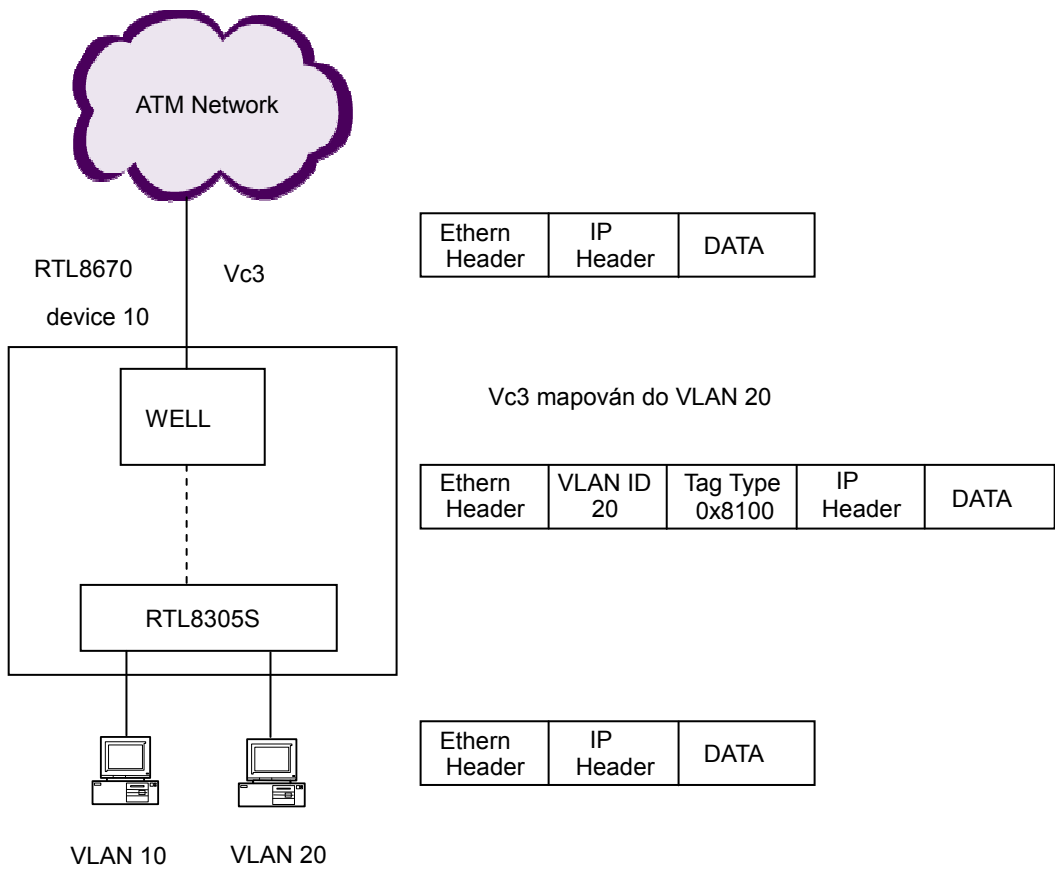 ATM Network
Ethern IP
Header Header DATA
RTL8670 Vc3
device 10
Vc3 mapován do VLAN 20
WELL
Ethern VLAN ID Tag Type IP
Header 20 0x8100 Header DATA
RTL8305S
Ethern IP
Header Header DATA
VLAN 10 VLAN 20